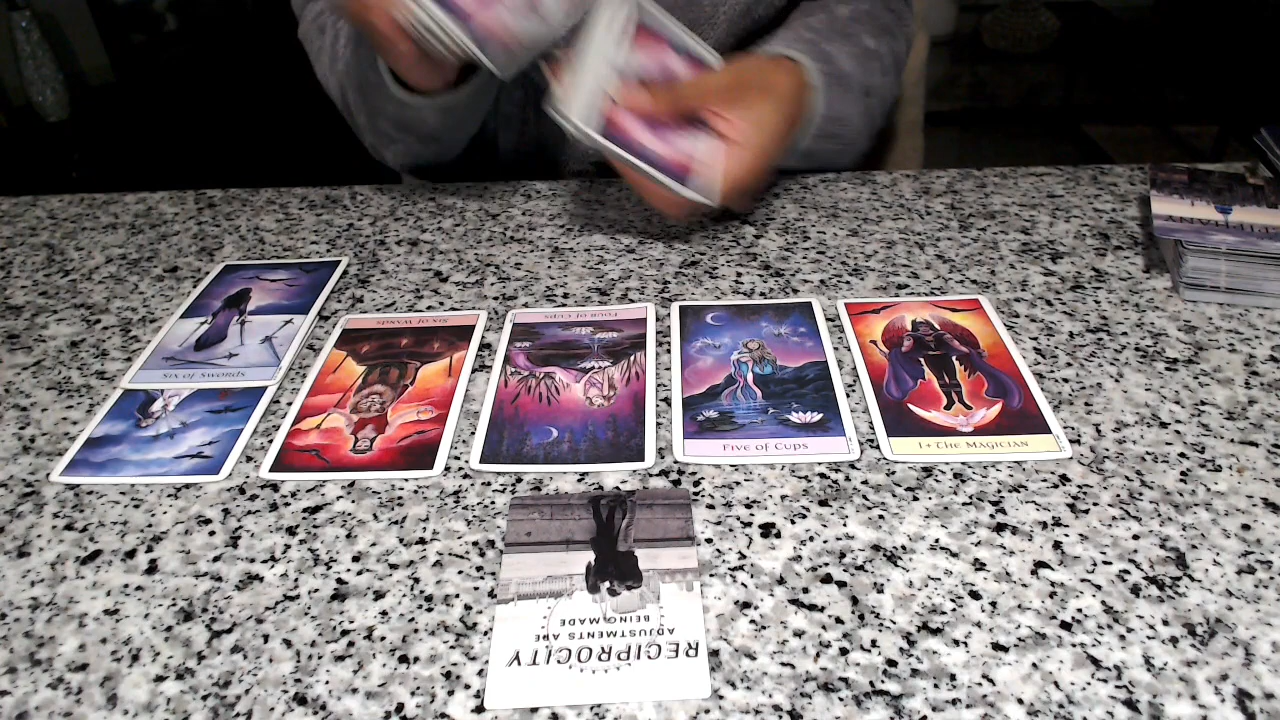 Six of Swords
Six of Wands
Four of Cups
Five of Cups
I + The Magician
RECIPROCITY
ADJUSTMENTS ARE
BEING MADE